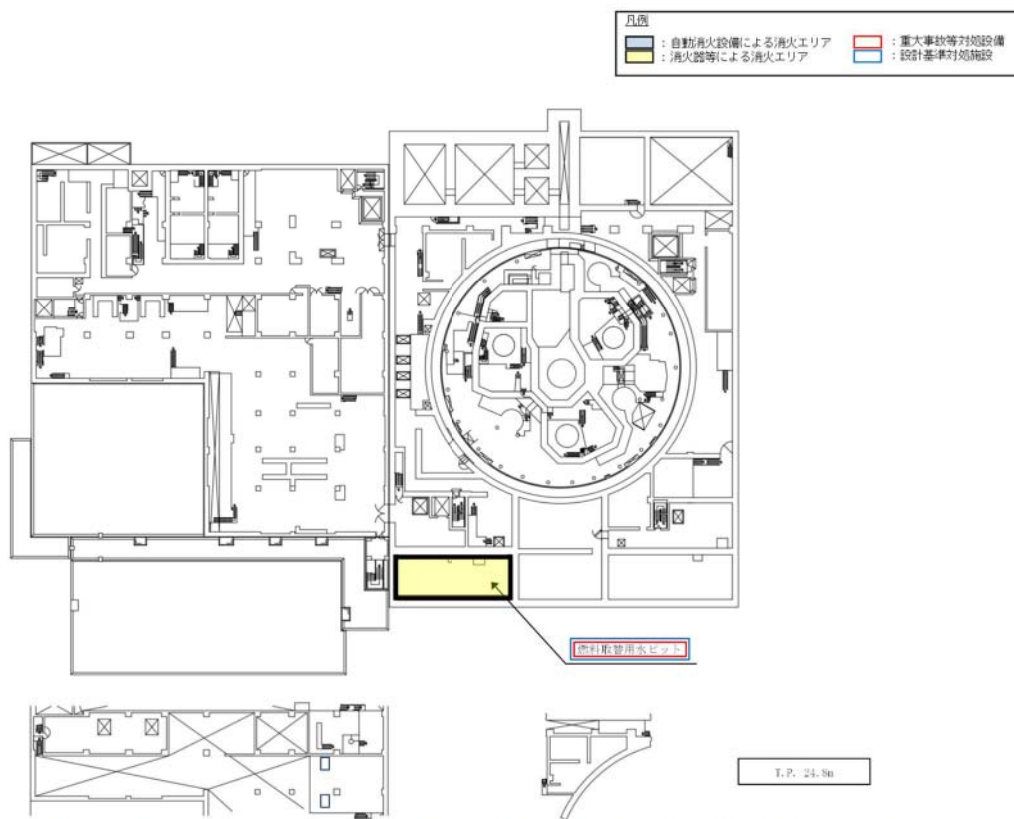 凡例
：自動消火設備による消火エリア
：重大事故等対処設備
：消火器等による消火エリア
：設計基準対処施設
燃料取替用水ピット
T.P. 24.8m